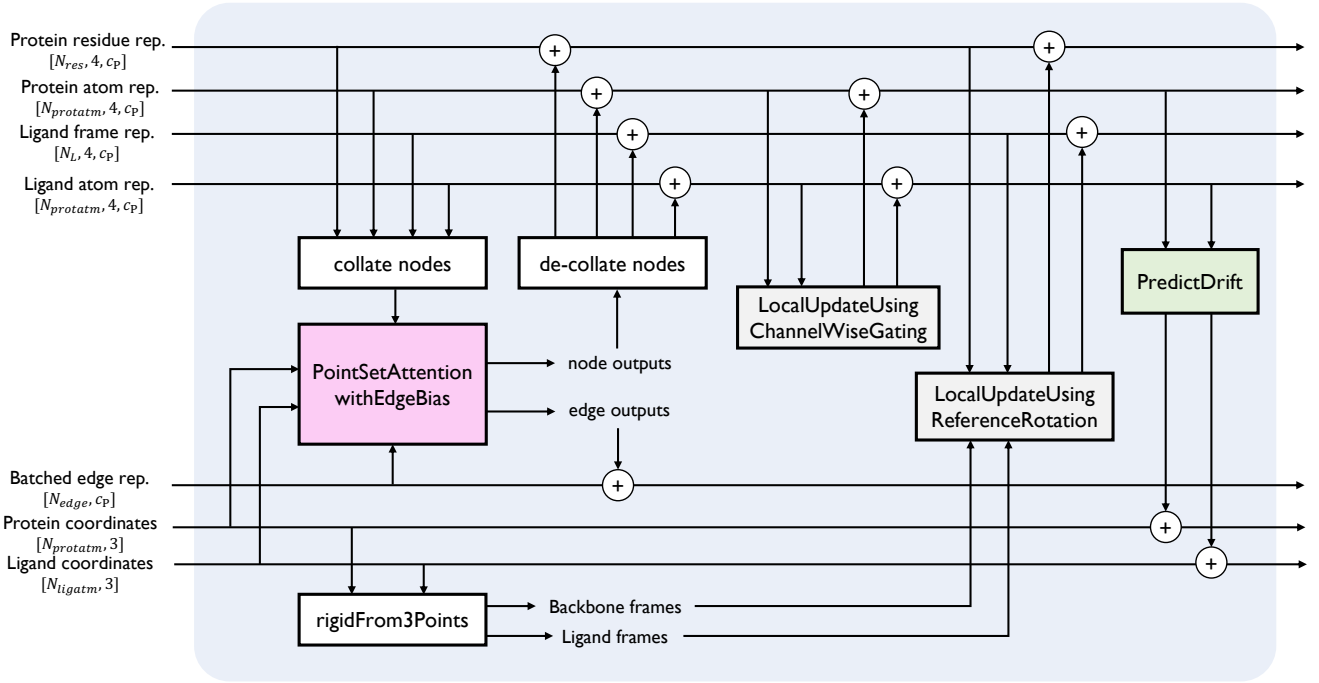 Protein residue rep.
[N_res, 4, c_P]
Protein atom rep.
[N_protatm, 4, c_P]
Ligand frame rep.
[N_L, 4, c_P]
Ligand atom rep.
[N_protatm, 4, c_P]
+
+
+
+
+
+
+
+
collate nodes
de-collate nodes
LocalUpdateUsing
ChannelWiseGating
PredictDrift
PointSetAttention
withEdgeBias
node outputs
edge outputs
LocalUpdateUsing
ReferenceRotation
Batched edge rep.
[N_edge, c_P]
+
Protein coordinates
[N_protatm, 3]
+
Ligand coordinates
[N_ligatm, 3]
+
rigidFrom3Points
Backbone frames
Ligand frames